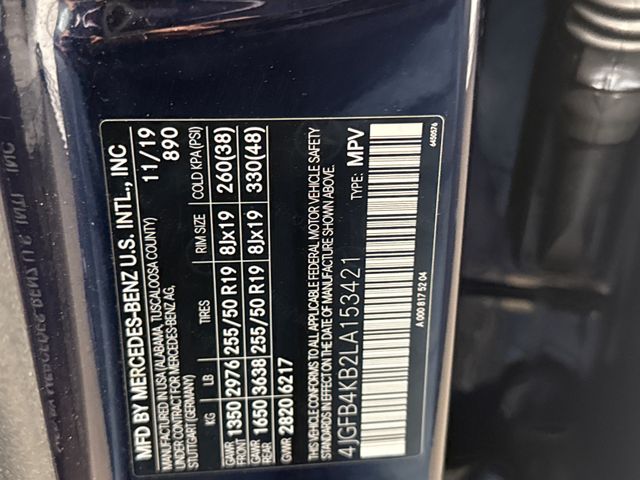 MFD BY MERCEDES-BENZ U.S. INTL., INC
MANUFACTURED IN USA(ALABAMA, TUSCALOOSA COUNTY) 11/19
UNDER CONTRACT FOR MERCEDES-BENZ AG, 890
STUTTGART (GERMANY)
KG LB TIRES RIM SIZE COLD KPA(PSI)
GAWR FRONT 1350 2976 255/50 R19 8Jx19 260(38)
GAWR REAR 1650 3638 255/50 R19 8Jx19 330(48)
GVWR 2820 6217
THIS VEHICLE CONFORMS TO ALL APPLICABLE FEDERAL MOTOR VEHICLE SAFETY
STANDARDS IN EFFECT ON THE DATE OF MANUFACTURE SHOWN ABOVE.
4JGFB4KB2LA153421 TYPE: MPV
A 000 817 52 04 6450576